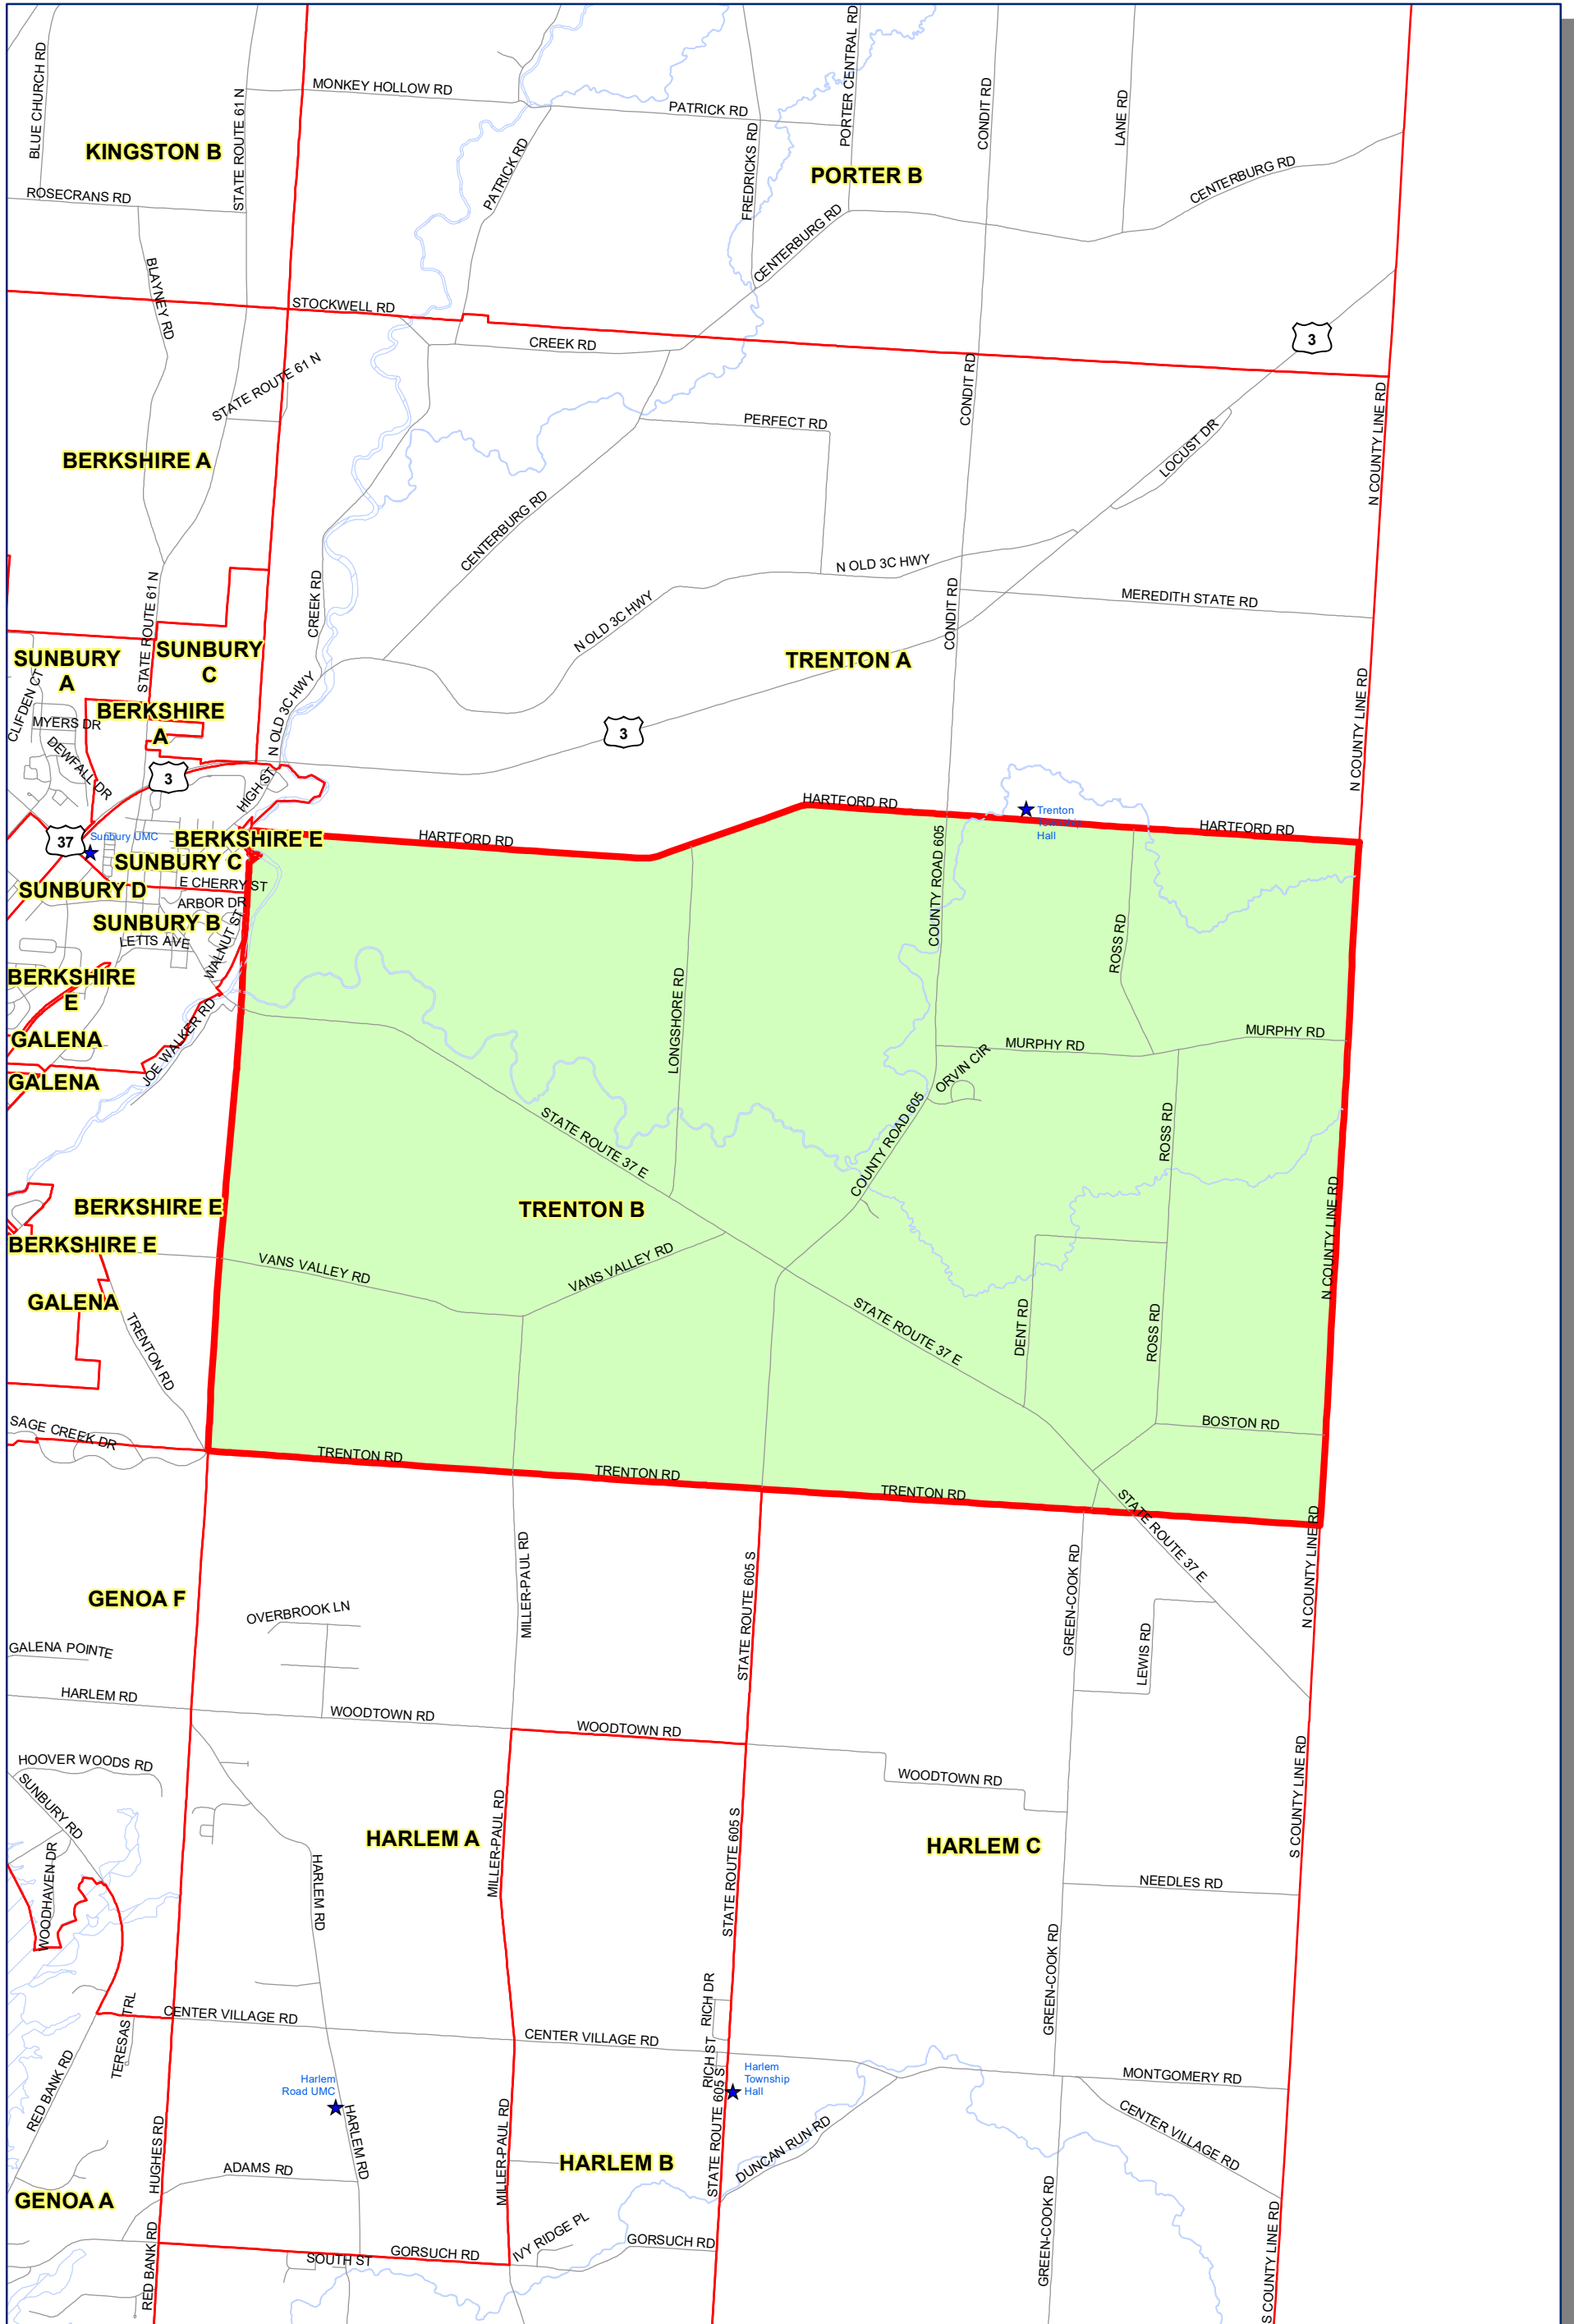 BLUE CHURCH RD
STATE ROUTE 61 N
MONKEY HOLLOW RD
PATRICK RD
PORTER CENTRAL RD
CONDIT RD
LANE RD
KINGSTON B
PATRICK RD
FREDRICKS RD
PORTER B
CENTERBURG RD
ROSECRANS RD
CENTERBURG RD
BLAYNEY RD
STOCKWELL RD
CREEK RD
3
STATE ROUTE 61 N
CONDIT RD
N COUNTY LINE RD
PERFECT RD
LOCUST DR
BERKSHIRE A
CENTERBURG RD
N OLD 3C HWY
STATE ROUTE 61 N
CREEK RD
N OLD 3C HWY
CONDIT RD
MEREDITH STATE RD
SUNBURY
A
SUNBURY
C
TRENTON A
CLIFDEN CT
MYERS DR
BERKSHIRE
A
N OLD 3C HWY
3
N COUNTY LINE RD
DEWFALL DR
3
HIGH ST
HARTFORD RD
Trenton
Township
Hall
HARTFORD RD
37
Sunbury UMC
BERKSHIRE E
HARTFORD RD
SUNBURY C
COUNTY ROAD 605
SUNBURY D
E CHERRY ST
ARBOR DR
SUNBURY B
LETTS AVE
WALNUT ST
ROSS RD
BERKSHIRE
E
LONGSHORE RD
GALENA
JOE WALKER RD
MURPHY RD
MURPHY RD
GALENA
ORVIN CIR
STATE ROUTE 37 E
COUNTY ROAD 605
ROSS RD
BERKSHIRE E
TRENTON B
N COUNTY LINE RD
BERKSHIRE E
VANS VALLEY RD
VANS VALLEY RD
GALENA
TRENTON RD
STATE ROUTE 37 E
DENT RD
ROSS RD
SAGE CREEK DR
BOSTON RD
TRENTON RD
TRENTON RD
TRENTON RD
STATE ROUTE 37 E
N COUNTY LINE RD
GENOA F
MILLER-PAUL RD
STATE ROUTE 605 S
GREEN-COOK RD
OVERBROOK LN
LEWIS RD
GALENA POINTE
HARLEM RD
WOODTOWN RD
WOODTOWN RD
HOOVER WOODS RD
WOODTOWN RD
S COUNTY LINE RD
SUNBURY RD
HARLEM A
MILLER-PAUL RD
STATE ROUTE 605 S
HARLEM C
WOODHAVEN DR
HARLEM RD
NEEDLES RD
GREEN-COOK RD
TERESAS TRL
CENTER VILLAGE RD
RICH DR
CENTER VILLAGE RD
RED BANK RD
RICH ST
Harlem
Township
Hall
MONTGOMERY RD
Harlem
Road UMC
STATE ROUTE 605 S
CENTER VILLAGE RD
HUGHES RD
HARLEM RD
MILLER-PAUL RD
DUNCAN RUN RD
ADAMS RD
HARLEM B
GENOA A
GREEN-COOK RD
S COUNTY LINE RD
RED BANK RD
SOUTH ST
GORSUCH RD
IVY RIDGE PL
GORSUCH RD